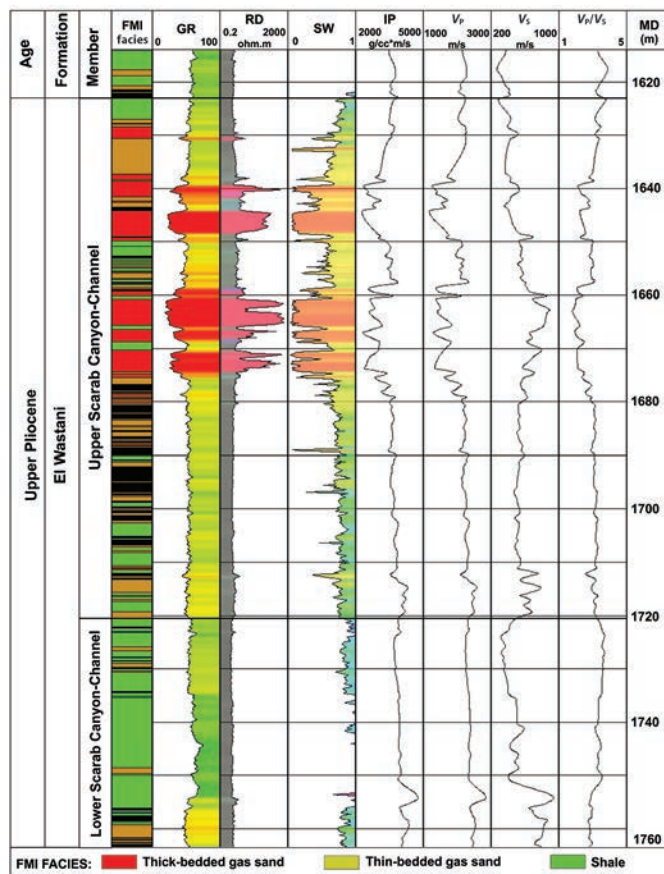 Age
Formation
Member
FMI
facies
GR
0 100
RD
0.2 2000
ohm.m
SW
0 1
IP
2000 5000
g/cc*m/s
VP
1000 3000
m/s
VS
200 1000
m/s
VP/VS
1 5
MD
(m)
Upper Pliocene
El Wastani
Upper Scarab Canyon-Channel
Lower Scarab Canyon-Channel
1620
1640
1660
1680
1700
1720
1740
1760
FMI FACIES: Thick-bedded gas sand Thin-bedded gas sand Shale